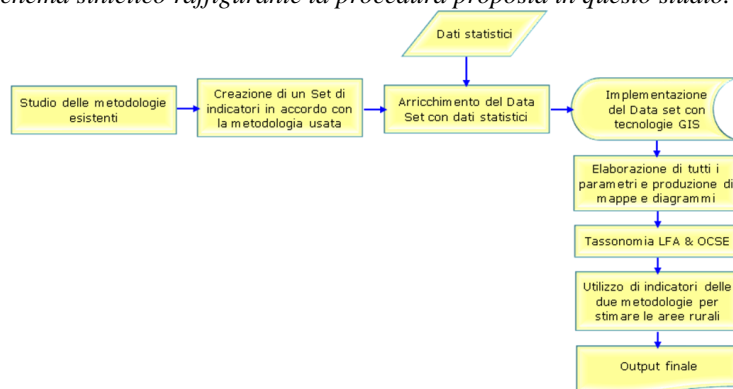 schema sintetico raffigurante la procedura proposta in questo studio.
Dati statistici
Studio delle metodologie
esistenti
Creazione di un Set di
indicatori in accordo con
la metodologia usata
Arricchimento del Data
Set con dati statistici
Implementazione
del Data set con
tecnologie GIS
Elaborazione di tutti i
parametri e produzione di
mappe e diagrammi
Tassonomia LFA & OCSE
Utilizzo di indicatori delle
due metodologie per
stimare le aree rurali
Output finale